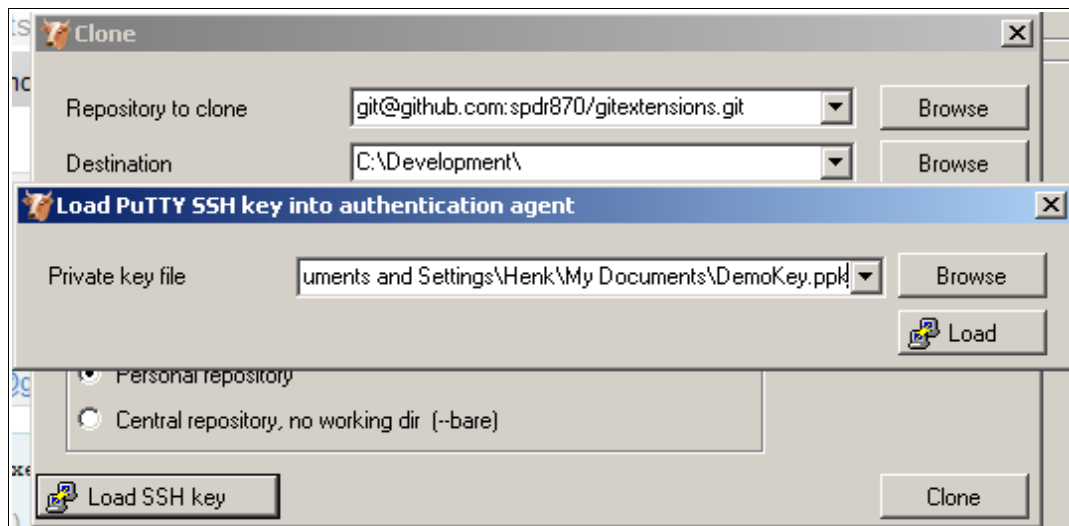 Clone
Repository to clone git@github.com:spdr870/gitextensions.git Browse
Destination C:\Development\ Browse
Load PuTTY SSH key into authentication agent
Private key file uments and Settings\Henk\My Documents\DemoKey.ppk Browse
Load
Personal repository
Central repository, no working dir (--bare)
Load SSH key Clone